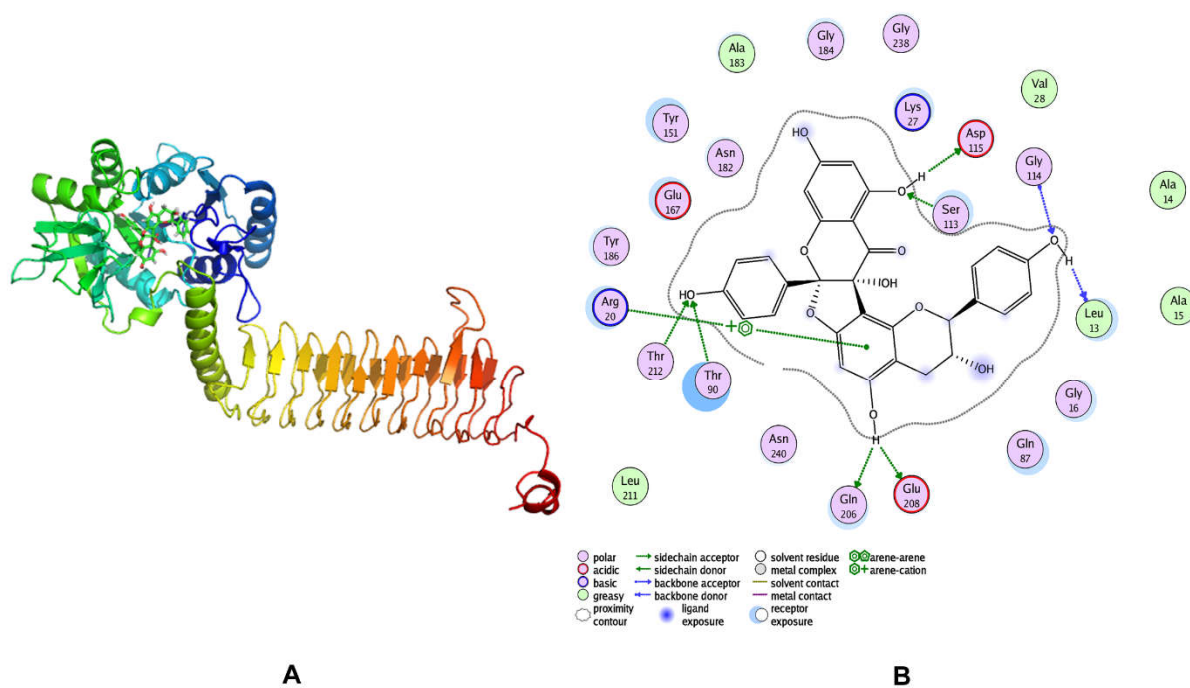 Ala
183
Gly
184
Gly
238
Val
28
Lys
27
Tyr
151
Asn
182
Asp
115
Gly
114
Ala
14
Glu
167
HO
H
O
Ser
113
Tyr
186
O
O
O
H
OH
Ala
15
Arg
20
HO
O
O
Leu
13
+
Thr
212
Thr
90
OH
O
Gly
16
H
Asn
240
Gln
87
Leu
211
Gln
206
Glu
208
polar
acidic
basic
greasy
proximity
contour
sidechain acceptor
sidechain donor
backbone acceptor
backbone donor
ligand
exposure
solvent residue
metal complex
solvent contact
metal contact
receptor
exposure
arene-arene
+ arene-cation
A
B